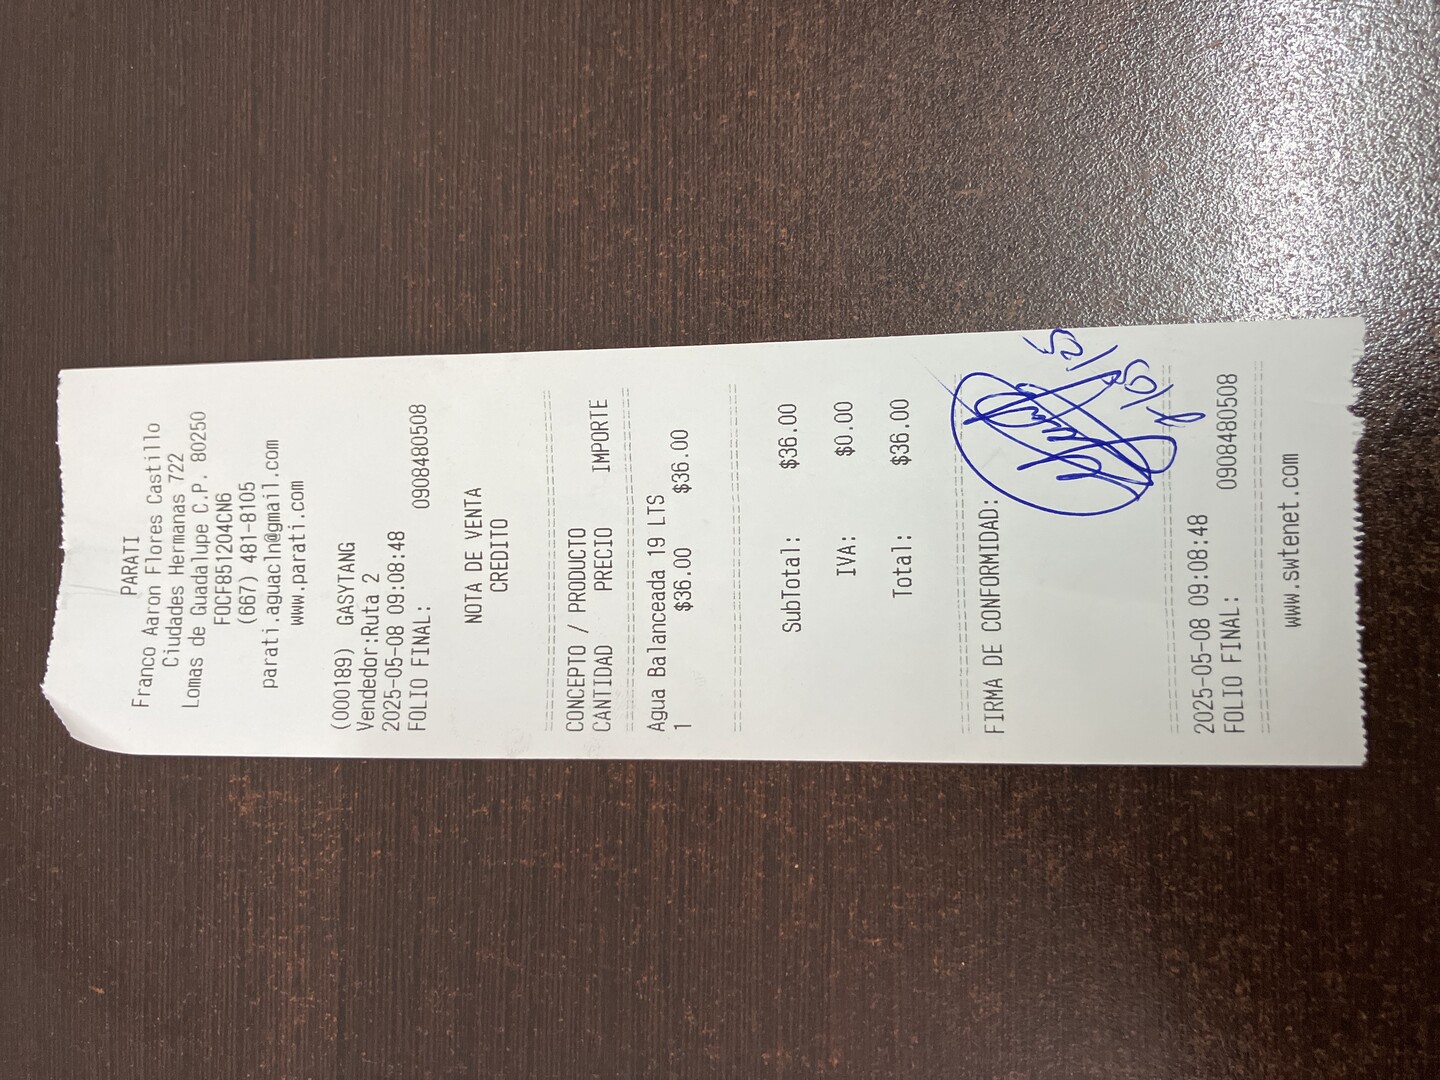 PARATI
Franco Aaron Flores Castillo
Ciudades Hermanas 722
Lomas de Guadalupe C.P. 80250
FOCF851204CN6
(667) 481-8105
parati.aguacln@gmail.com
www.parati.com
(000189) GASYTANG
Vendedor:Ruta 2
2025-05-08 09:08:48
FOLIO FINAL: 0908480508
NOTA DE VENTA
CREDITO
CONCEPTO / PRODUCTO
CANTIDAD / PRECIO IMPORTE
Agua Balanceada 19 LTS
1 $36.00 $36.00
SubTotal: $36.00
IVA: $0.00
Total: $36.00
FIRMA DE CONFORMIDAD:
2025-05-08 09:08:48
FOLIO FINAL: 0908480508
www.swtenet.com